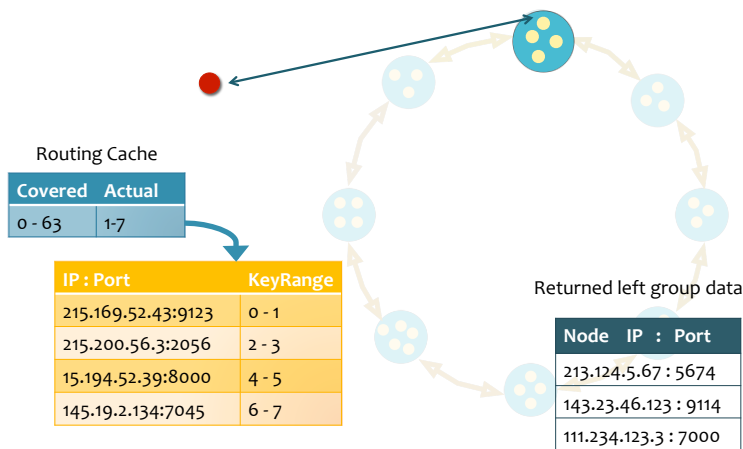 Routing Cache
Covered Actual
0 - 63 1-7
IP : Port KeyRange
215.169.52.43:9123 0 - 1
215.200.56.3:2056 2 - 3
15.194.52.39:8000 4 - 5
145.19.2.134:7045 6 - 7
Returned left group data
Node IP : Port
213.124.5.67 : 5674
143.23.46.123 : 9114
111.234.123.3 : 7000